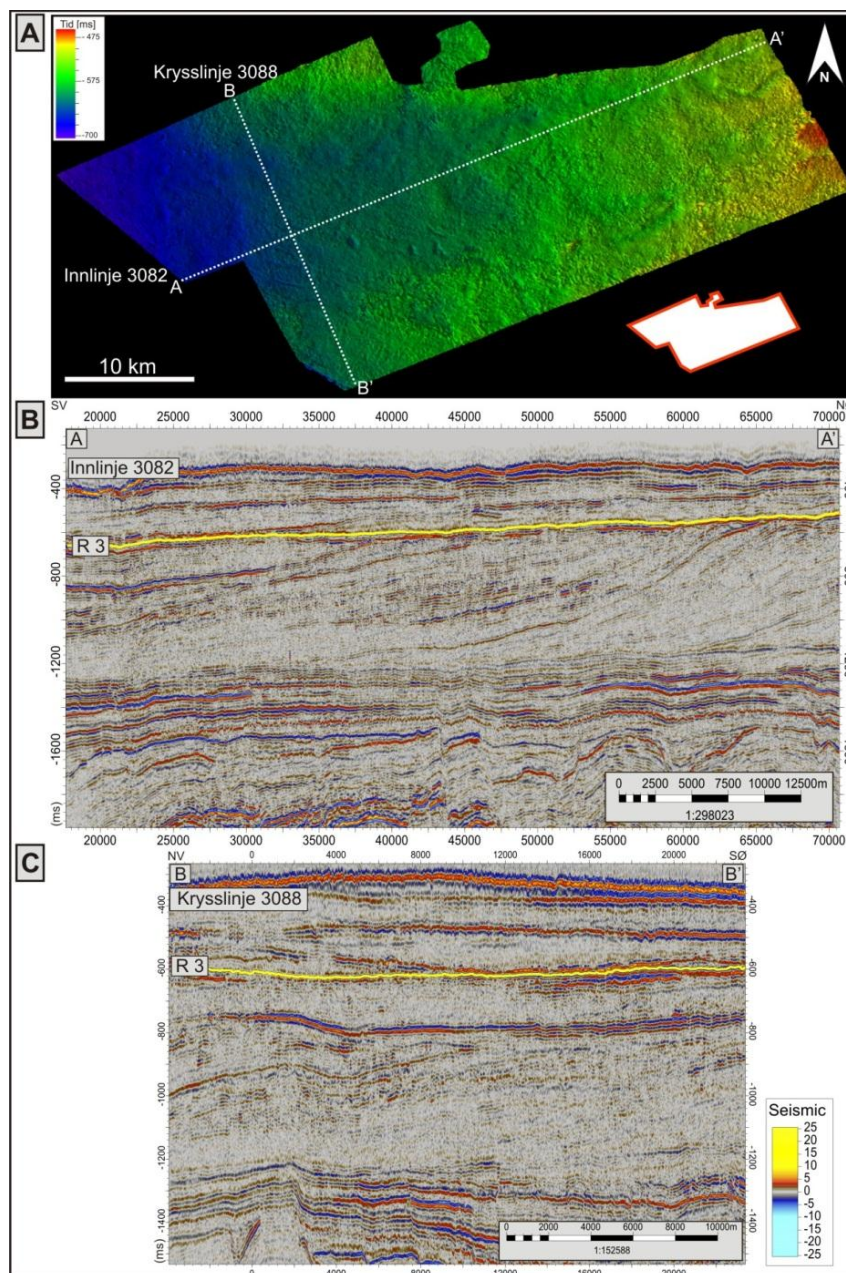 A
Tid [ms]
-475
-575
-700
Krysslinje 3088
B
A'
N
Innlinje 3082
A
B'
10 km
SV
20000 25000 30000 35000 40000 45000 50000 55000 60000 65000 70000
B
A
A'
Innlinje 3082
-400
R 3
-800
-1200
-1600
(ms)
0 2500 5000 7500 10000 12500m
1:298023
20000 25000 30000 35000 40000 45000 50000 55000 60000 65000 70000
C
NV 0 4000 8000 12000 16000 20000 SØ
B
B'
Krysslinje 3088
-400 -400
R 3
-600 -600
-800 -800
-1000 -1000
-1200 -1200
-1400 -1400
(ms)
0 2000 4000 6000 8000 10000m
1:152588
Seismic
25
20
15
10
5
0
-5
-10
-15
-20
-25